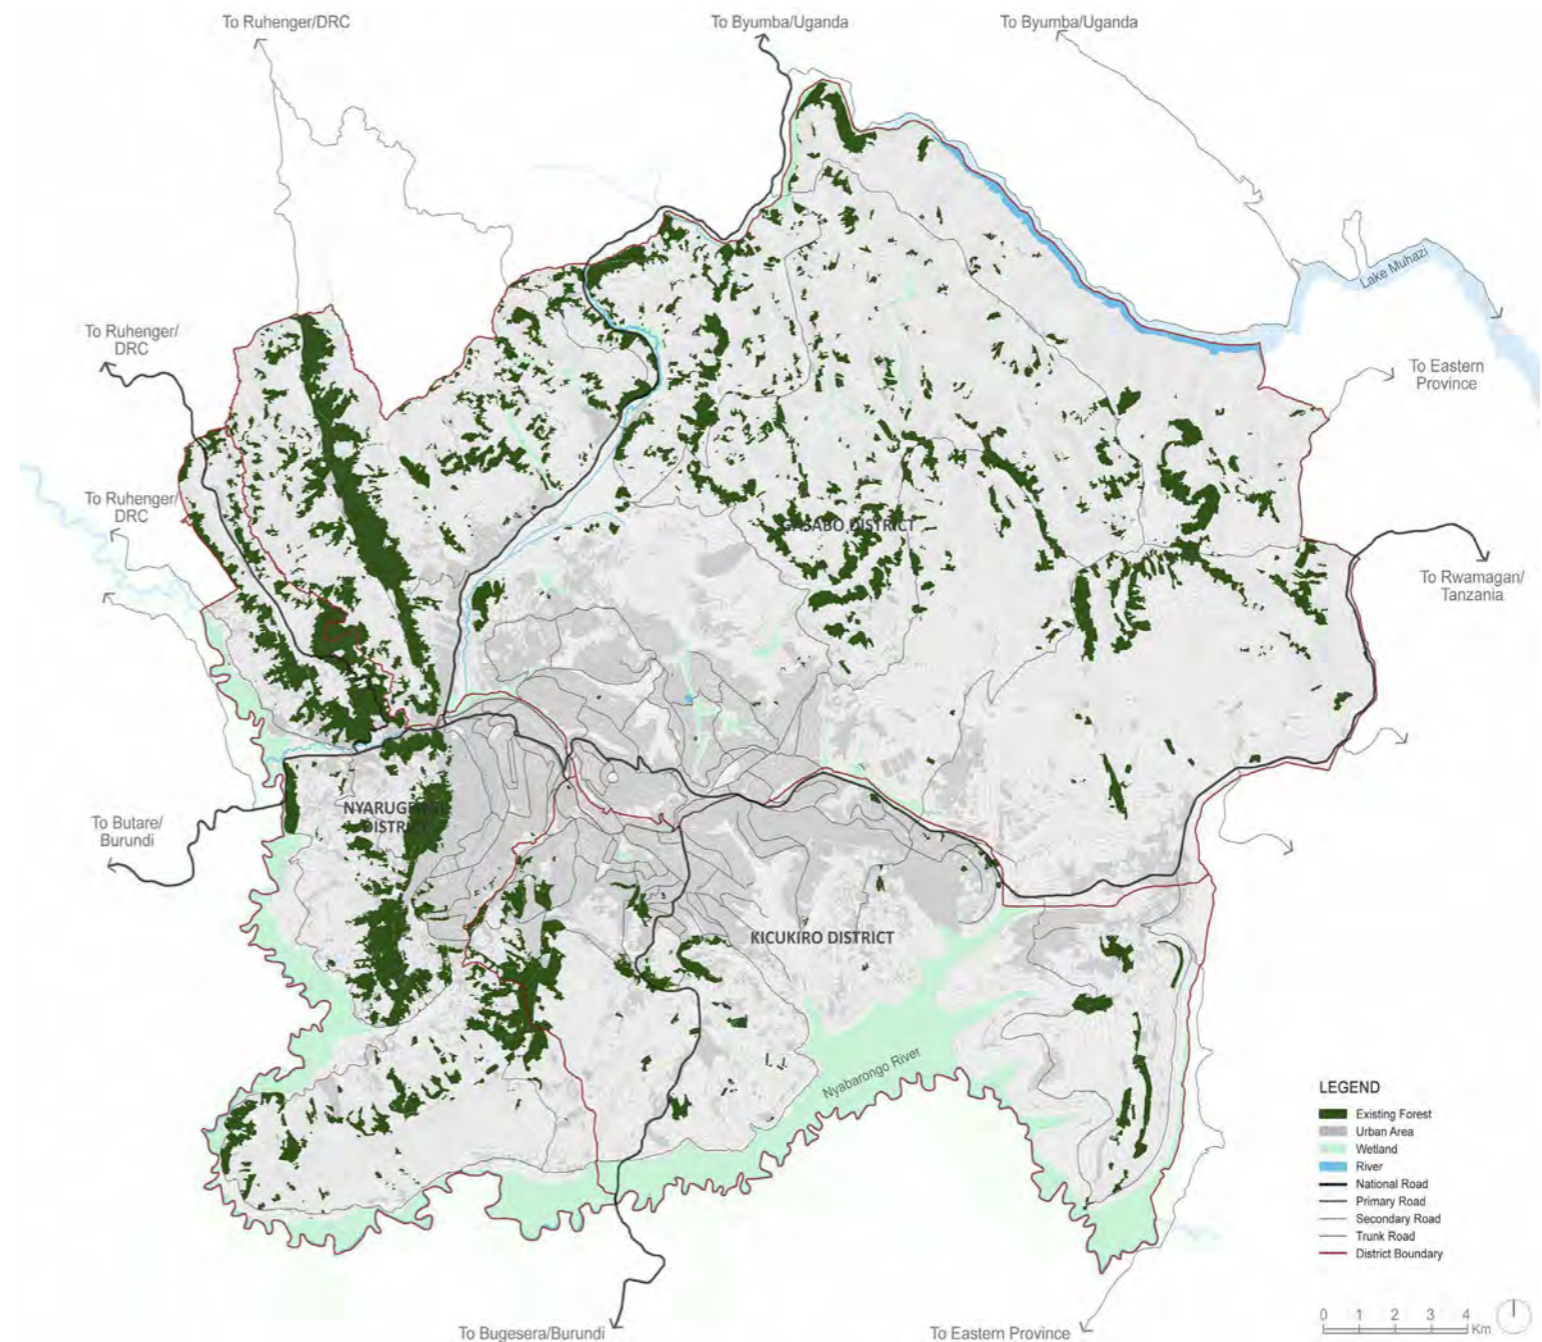 To Ruhenger/DRC
To Byumba/Uganda
To Byumba/Uganda
Lake Muhazi
To Ruhenger/
DRC
To Eastern
Province
To Ruhenger/
DRC
GASABO DISTRICT
To Rwamagan/
Tanzania
NYARUGENGE
DISTRICT
To Butare/
Burundi
KICUKIRO DISTRICT
Nyabarongo River
LEGEND
Existing Forest
Urban Area
Wetland
River
National Road
Primary Road
Secondary Road
Trunk Road
District Boundary
0 1 2 3 4
Km
To Bugesera/Burundi
To Eastern Province